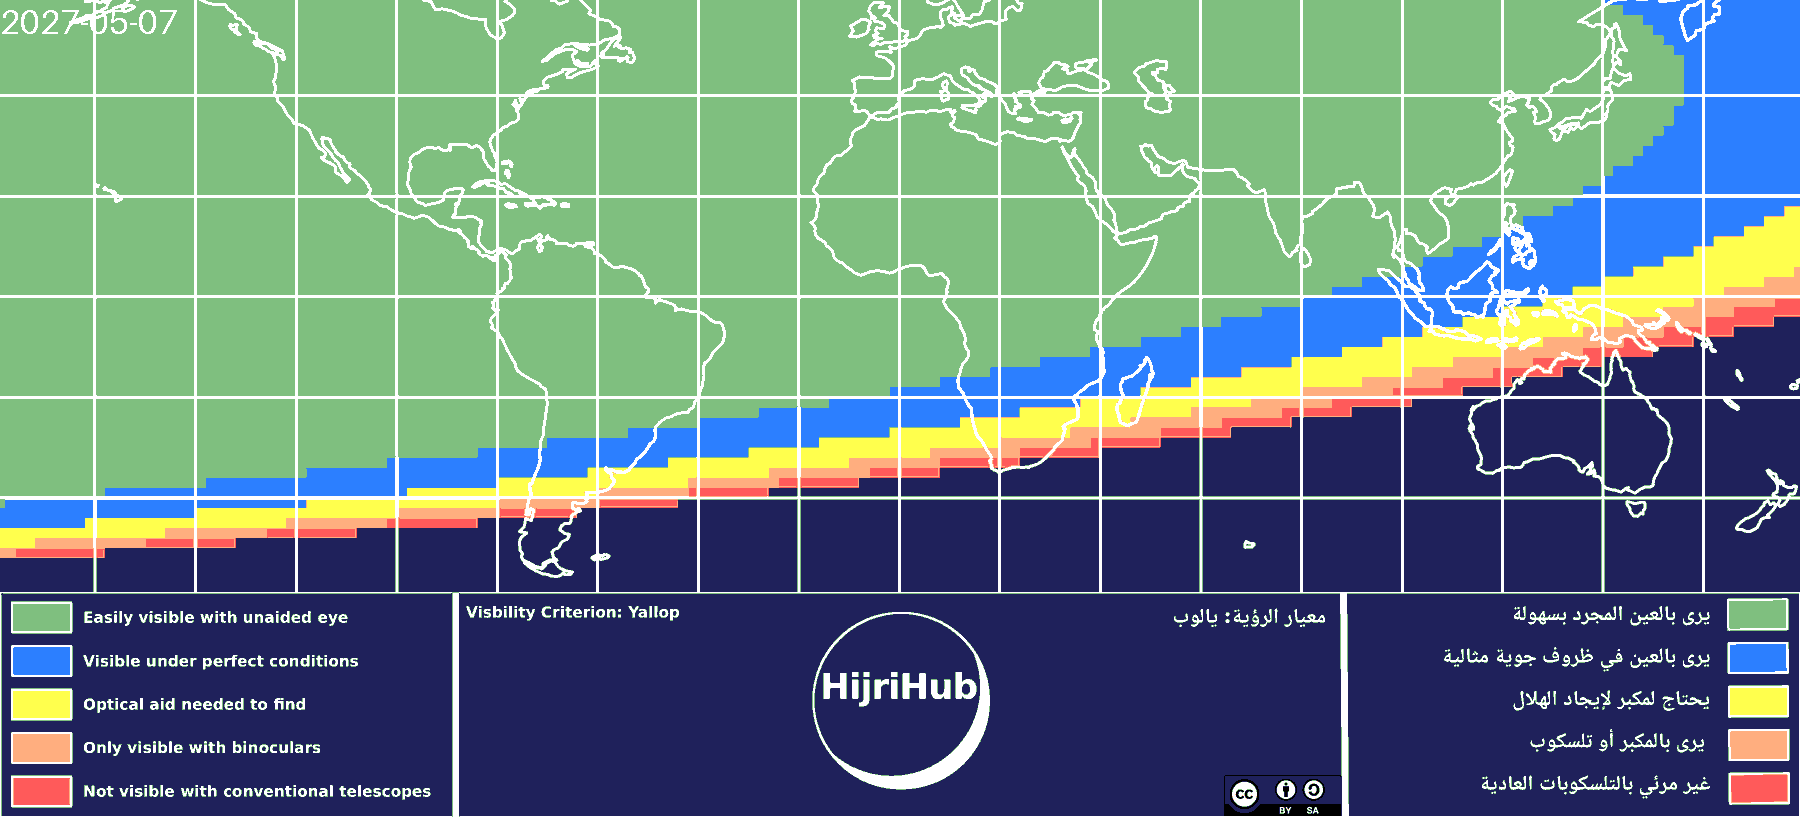 2027-05-07
Easily visible with unaided eye
Visible under perfect conditions
Optical aid needed to find
Only visible with binoculars
Not visible with conventional telescopes
Visbility Criterion: Yallop
معيار الرؤية: يالوب
HijriHub
cc
BY SA
يرى بالعين المجرد بسهولة
يرى بالعين في ظروف جوية مثالية
يحتاج لمكبر لإيجاد الهلال
يرى بالمكبر أو تلسكوب
غير مرئي بالتلسكوبات العادية